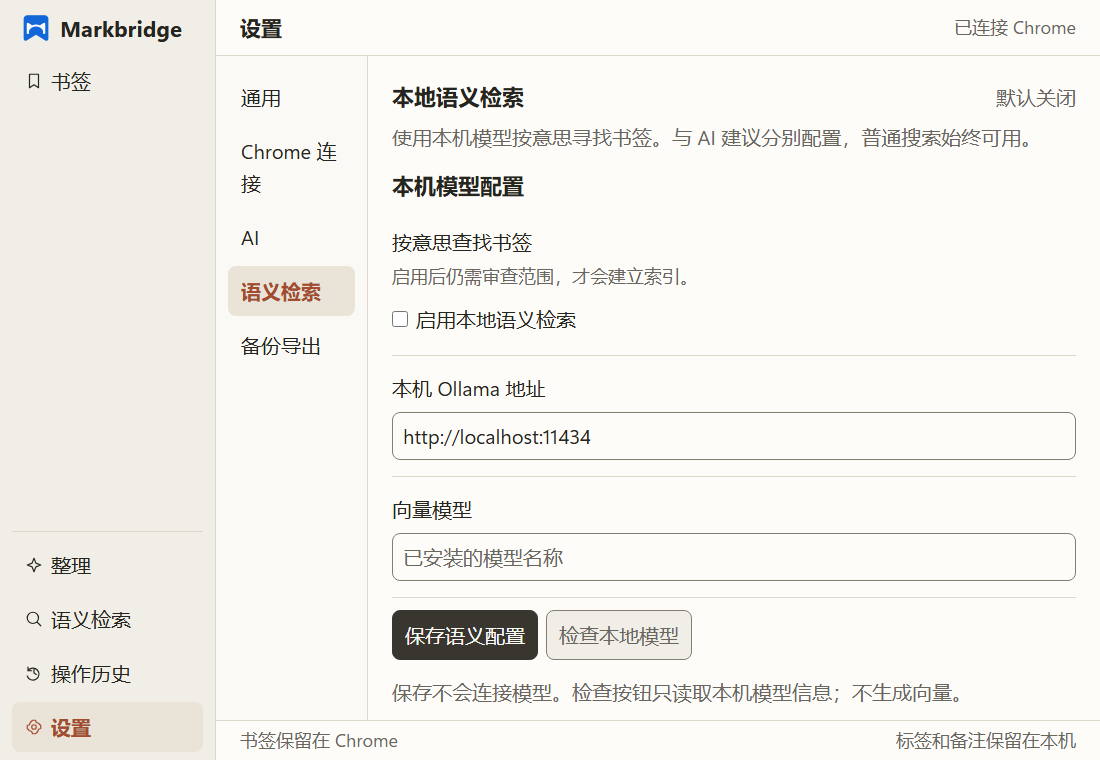 Markbridge
书签
整理
语义检索
操作历史
设置
设置
已连接 Chrome
通用
Chrome 连
接
AI
语义检索
备份导出
本地语义检索
默认关闭
使用本机模型按意思寻找书签。与 AI 建议分别配置，普通搜索始终可用。
本机模型配置
按意思查找书签
启用后仍需审查范围，才会建立索引。
启用本地语义检索
本机 Ollama 地址
http://localhost:11434
向量模型
已安装的模型名称
保存语义配置
检查本地模型
保存不会连接模型。检查按钮只读取本机模型信息；不生成向量。
书签保留在 Chrome
标签和备注保留在本机